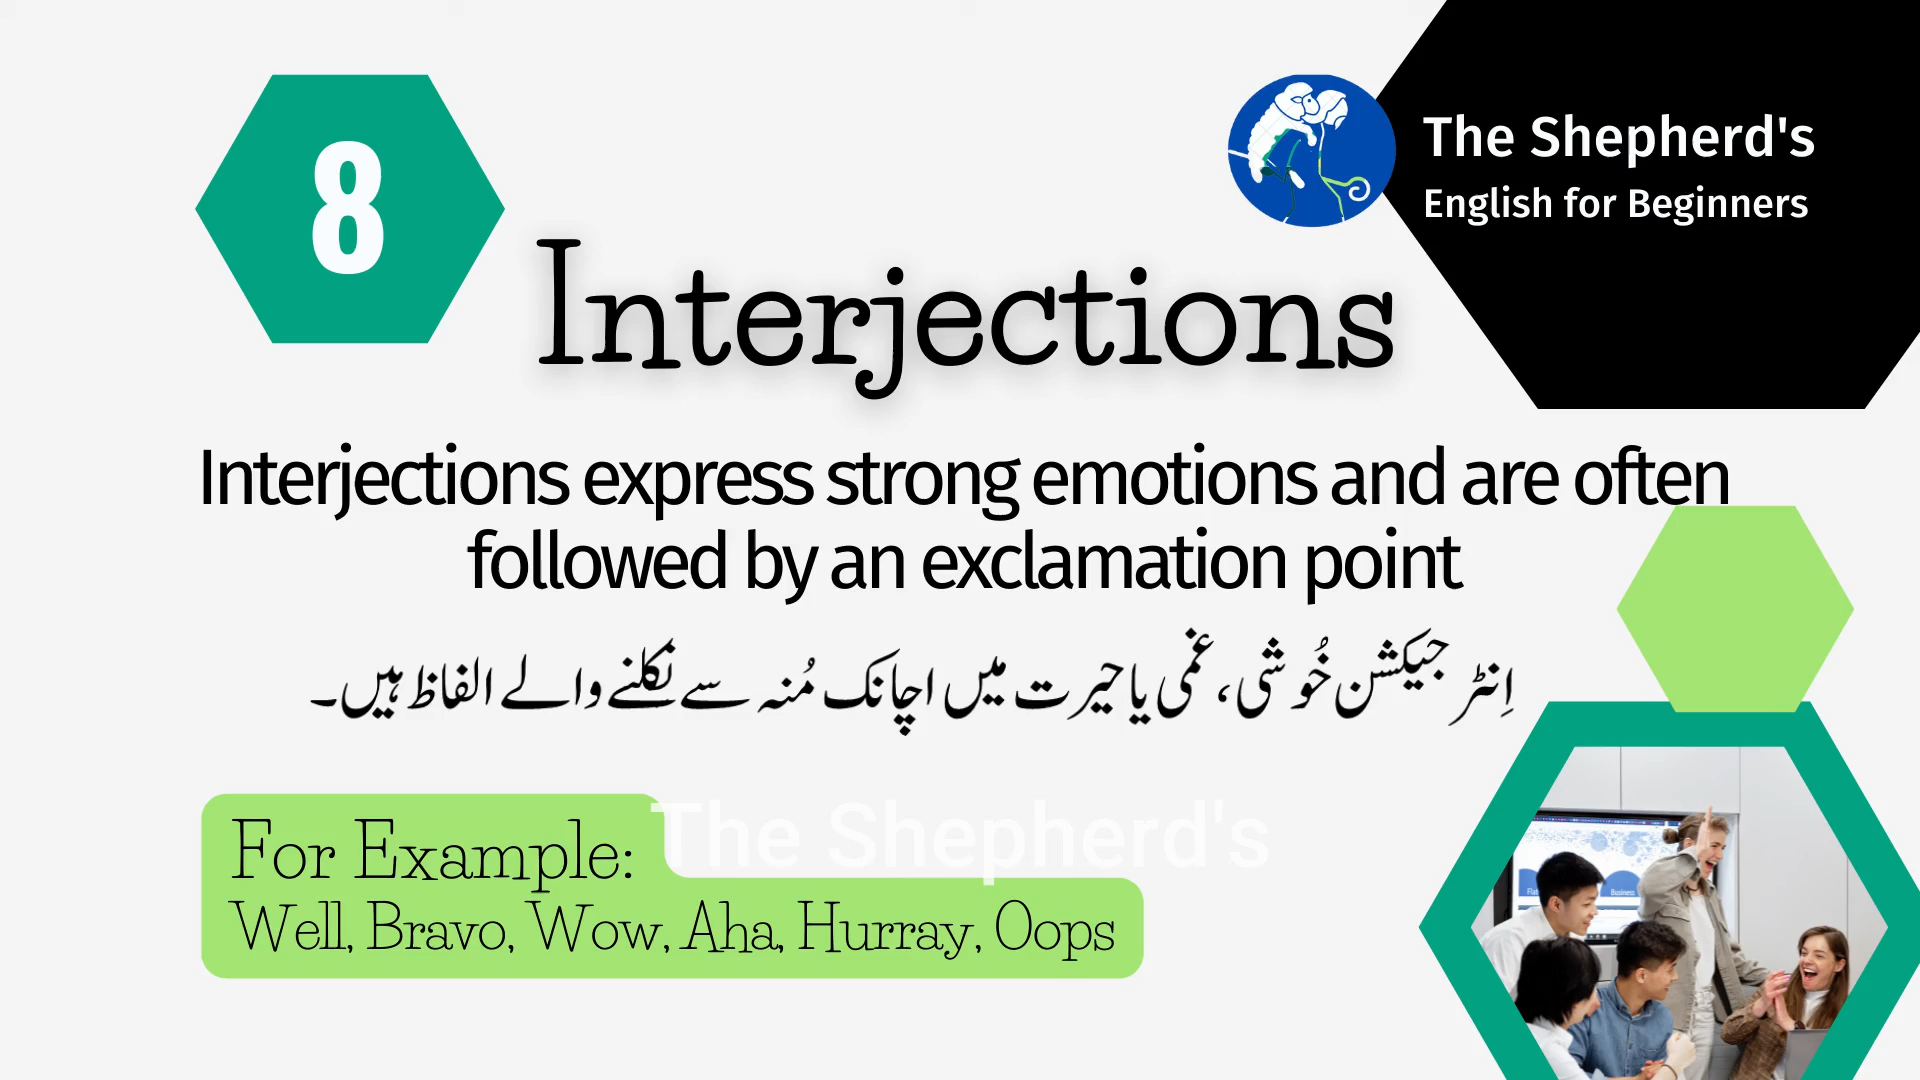 8
The Shepherd's
English for Beginners
Interjections
Interjections express strong emotions and are often
followed by an exclamation point
اِنٹر جیکشن خُوشی، غمی یا حیرت میں اچانک مُنہ سے نکلنے والے الفاظ ہیں۔
The Shepherd's
For Example:
Well, Bravo, Wow, Aha, Hurray, Oops
Business